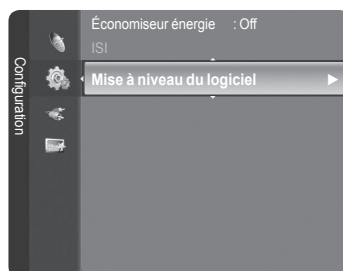 Économiseur énergie : Off
ISI
Mise à niveau du logiciel
Configuration